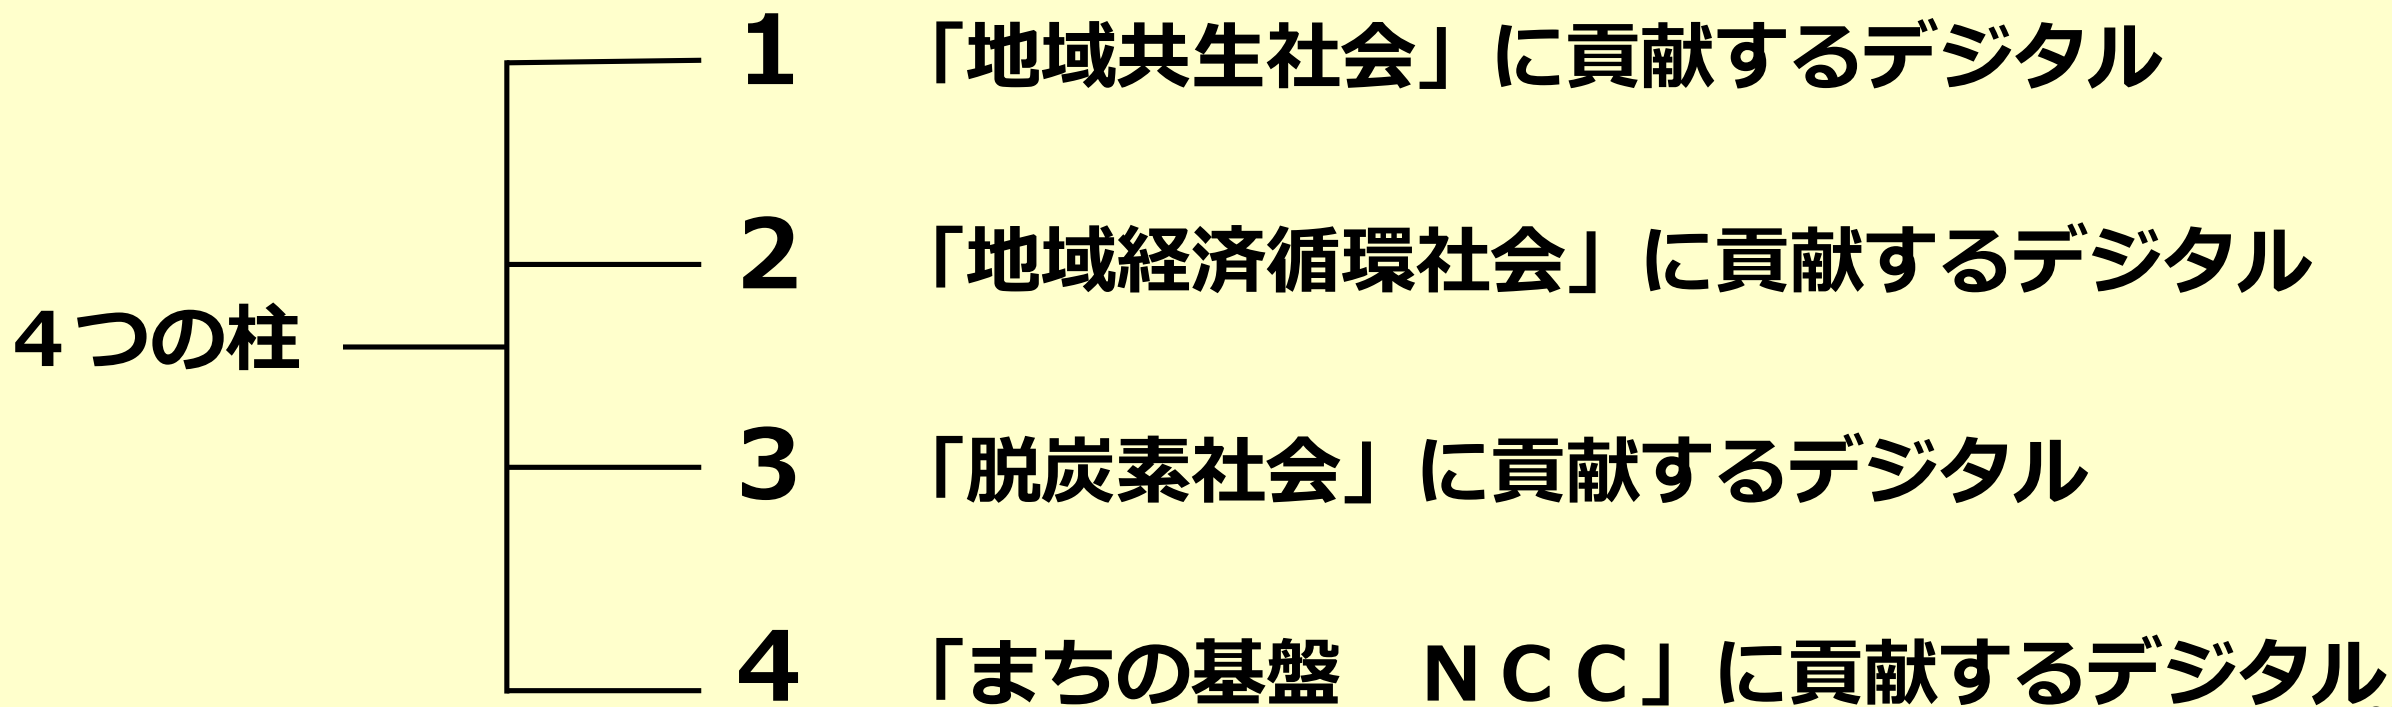 4つの柱
1 「地域共生社会」に貢献するデジタル
2 「地域経済循環社会」に貢献するデジタル
3 「脱炭素社会」に貢献するデジタル
4 「まちの基盤　ＮＣＣ」に貢献するデジタル